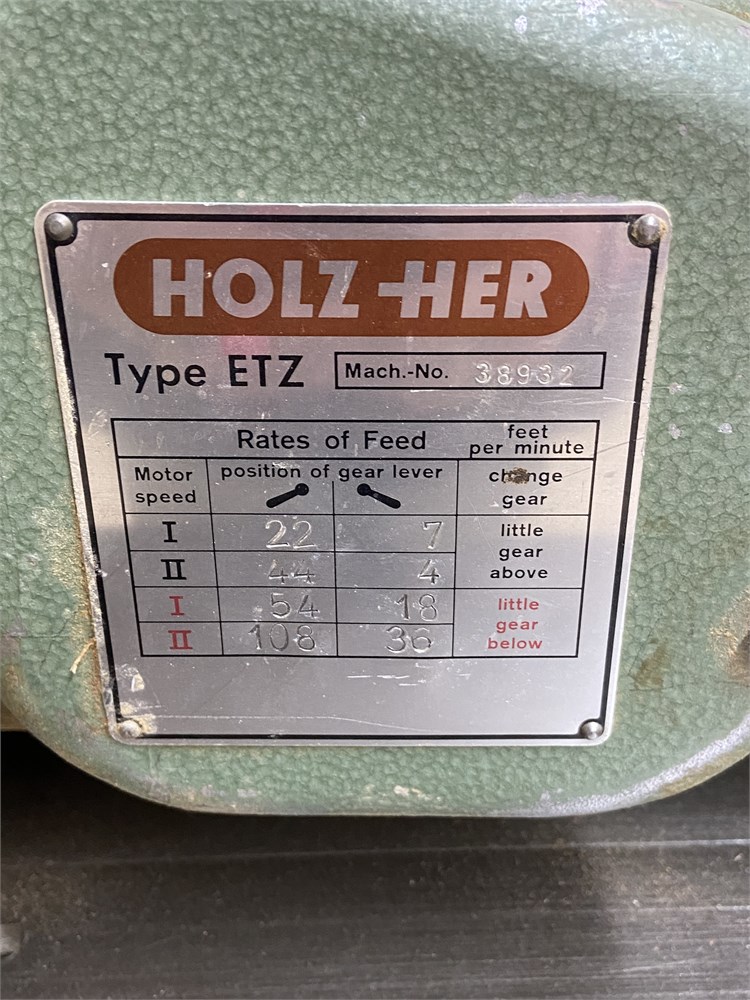 HOLZ-HER
Type ETZ Mach.-No. 38932
Rates of Feed feet per minute
Motor speed position of gear lever change gear
I 22 7 little gear above
II 44 4
I 54 18 little gear below
II 108 36